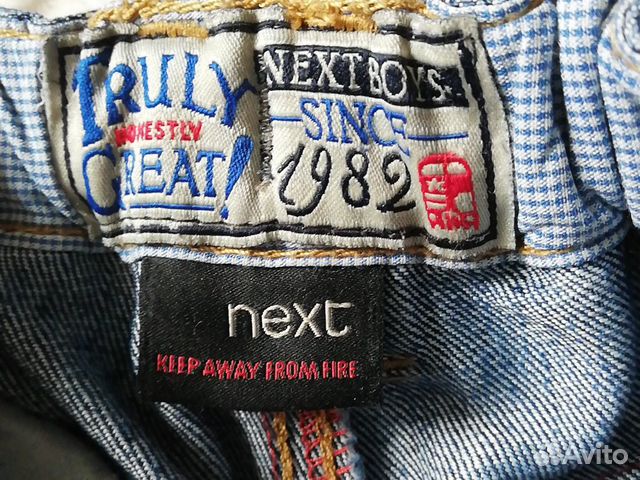 TRULY
HONESTLY
GREAT!
NEXT BOYS
SINCE
1982
next
KEEP AWAY FROM FIRE
Avito